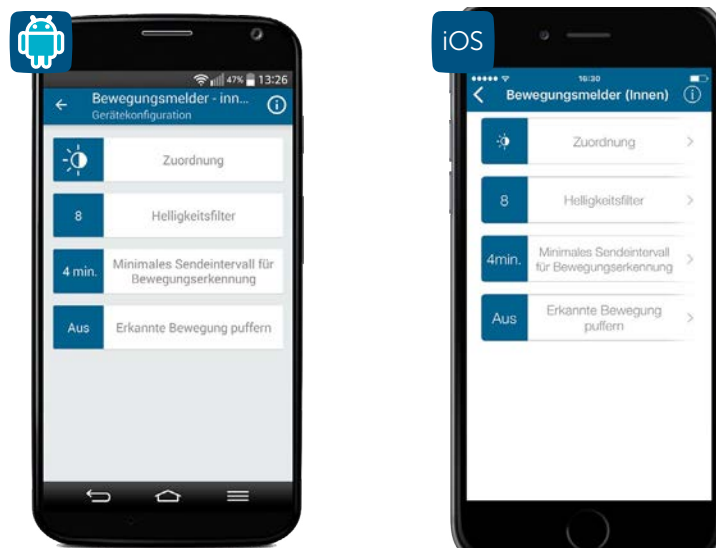 47% 13:26
Bewegungsmelder - inn...
Gerätekonfiguration
Zuordnung
8
Helligkeitsfilter
4 min.
Minimales Sendeintervall für
Bewegungserkennung
Aus
Erkannte Bewegung puffern
iOS
16:30
Bewegungsmelder (Innen)
Zuordnung
8
Helligkeitsfilter
4min.
Minimales Sendeintervall
für Bewegungserkennung
Aus
Erkannte Bewegung
puffern